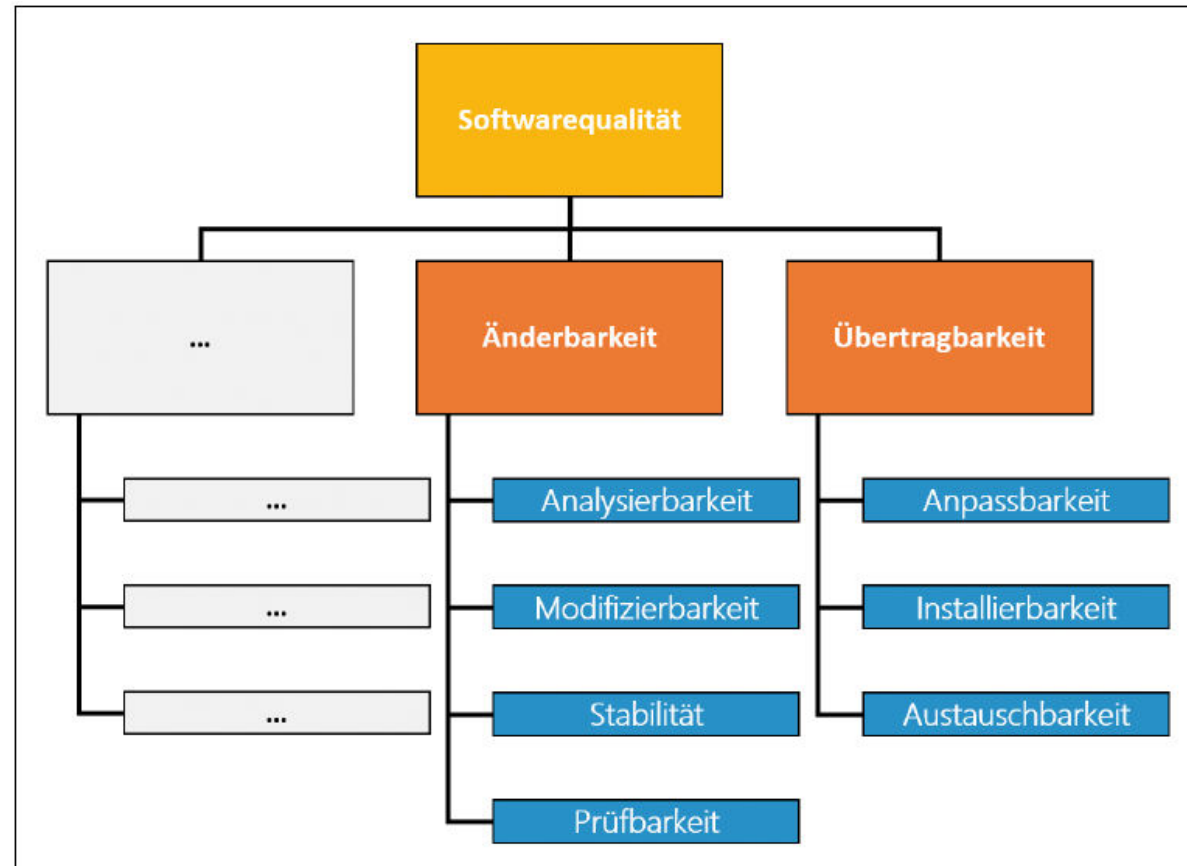 Softwarequalität
...
Änderbarkeit
Übertragbarkeit
...
...
...
Analysierbarkeit
Modifizierbarkeit
Stabilität
Prüfbarkeit
Anpassbarkeit
Installierbarkeit
Austauschbarkeit